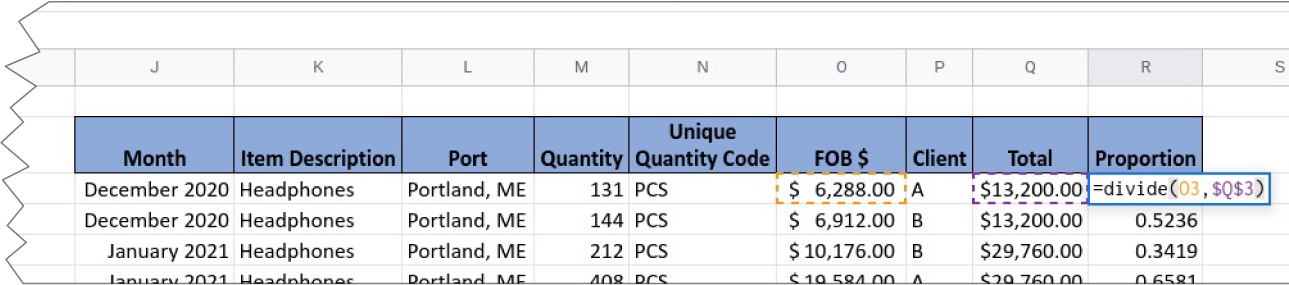 J K L M N O P Q R S
Unique
Month Item Description Port Quantity Quantity Code FOB $ Client Total Proportion
December 2020 Headphones Portland, ME 131 PCS $ 6,288.00 A $13,200.00 =divide(O3,$Q$3)
December 2020 Headphones Portland, ME 144 PCS $ 6,912.00 B $13,200.00 0.5236
January 2021 Headphones Portland, ME 212 PCS $ 10,176.00 B $29,760.00 0.3419
January 2021 Headphones Portland, ME 408 PCS $ 19,584.00 A $29,760.00 0.6581